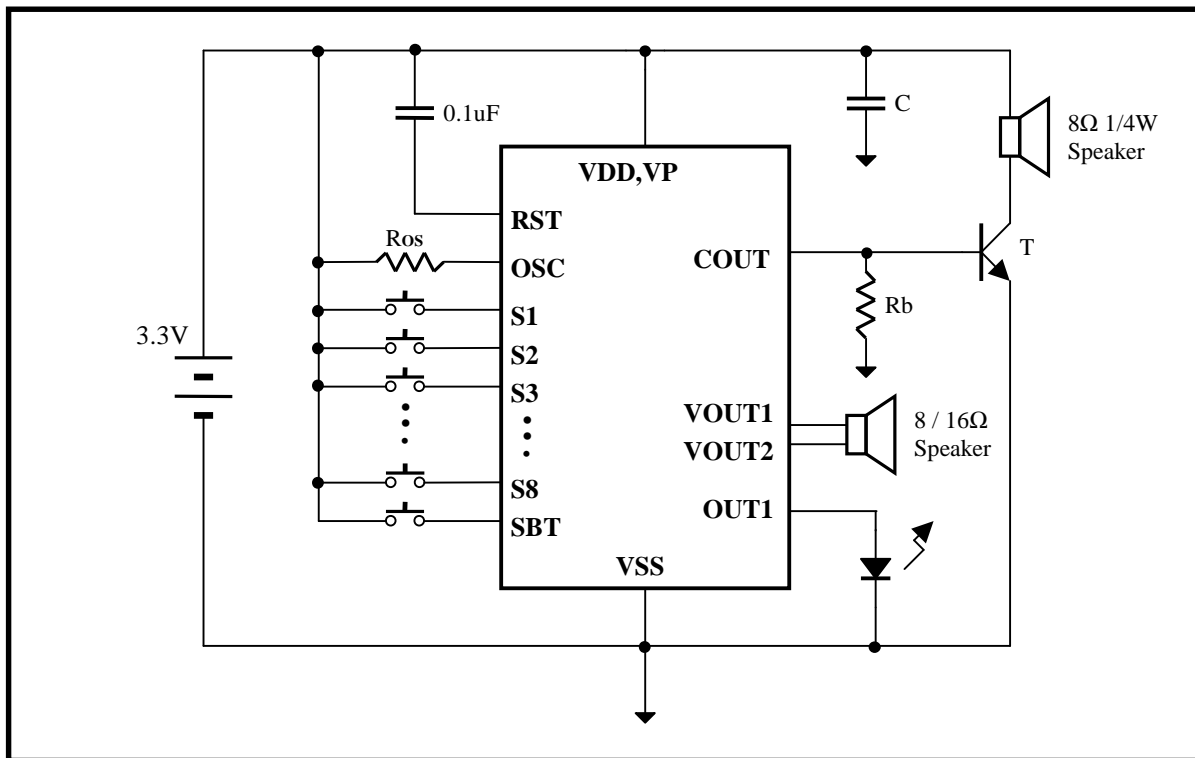 0.1uF
C
8Ω 1/4W
Speaker
VDD,VP
RST
Ros
OSC
COUT
T
S1
Rb
3.3V
S2
S3
VOUT1
8 / 16Ω
VOUT2
Speaker
S8
OUT1
SBT
VSS